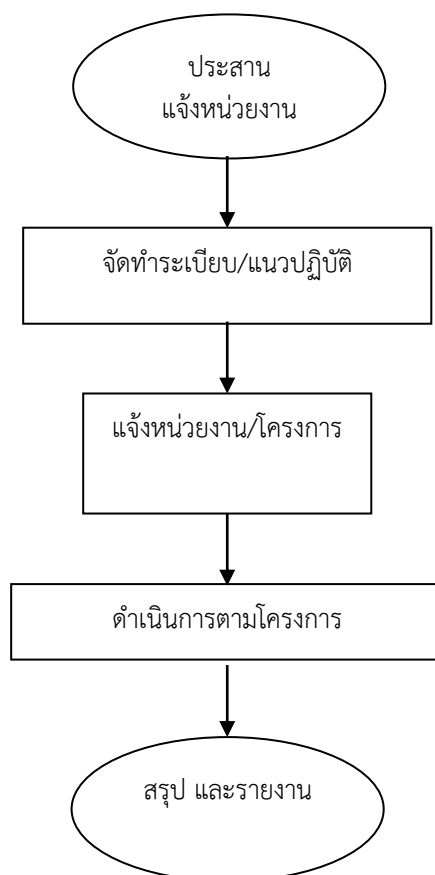 ประสาน
แจ้งหน่วยงาน
จัดทำระเบียบ/แนวปฏิบัติ
แจ้งหน่วยงาน/โครงการ
ดำเนินการตามโครงการ
สรุป และรายงาน